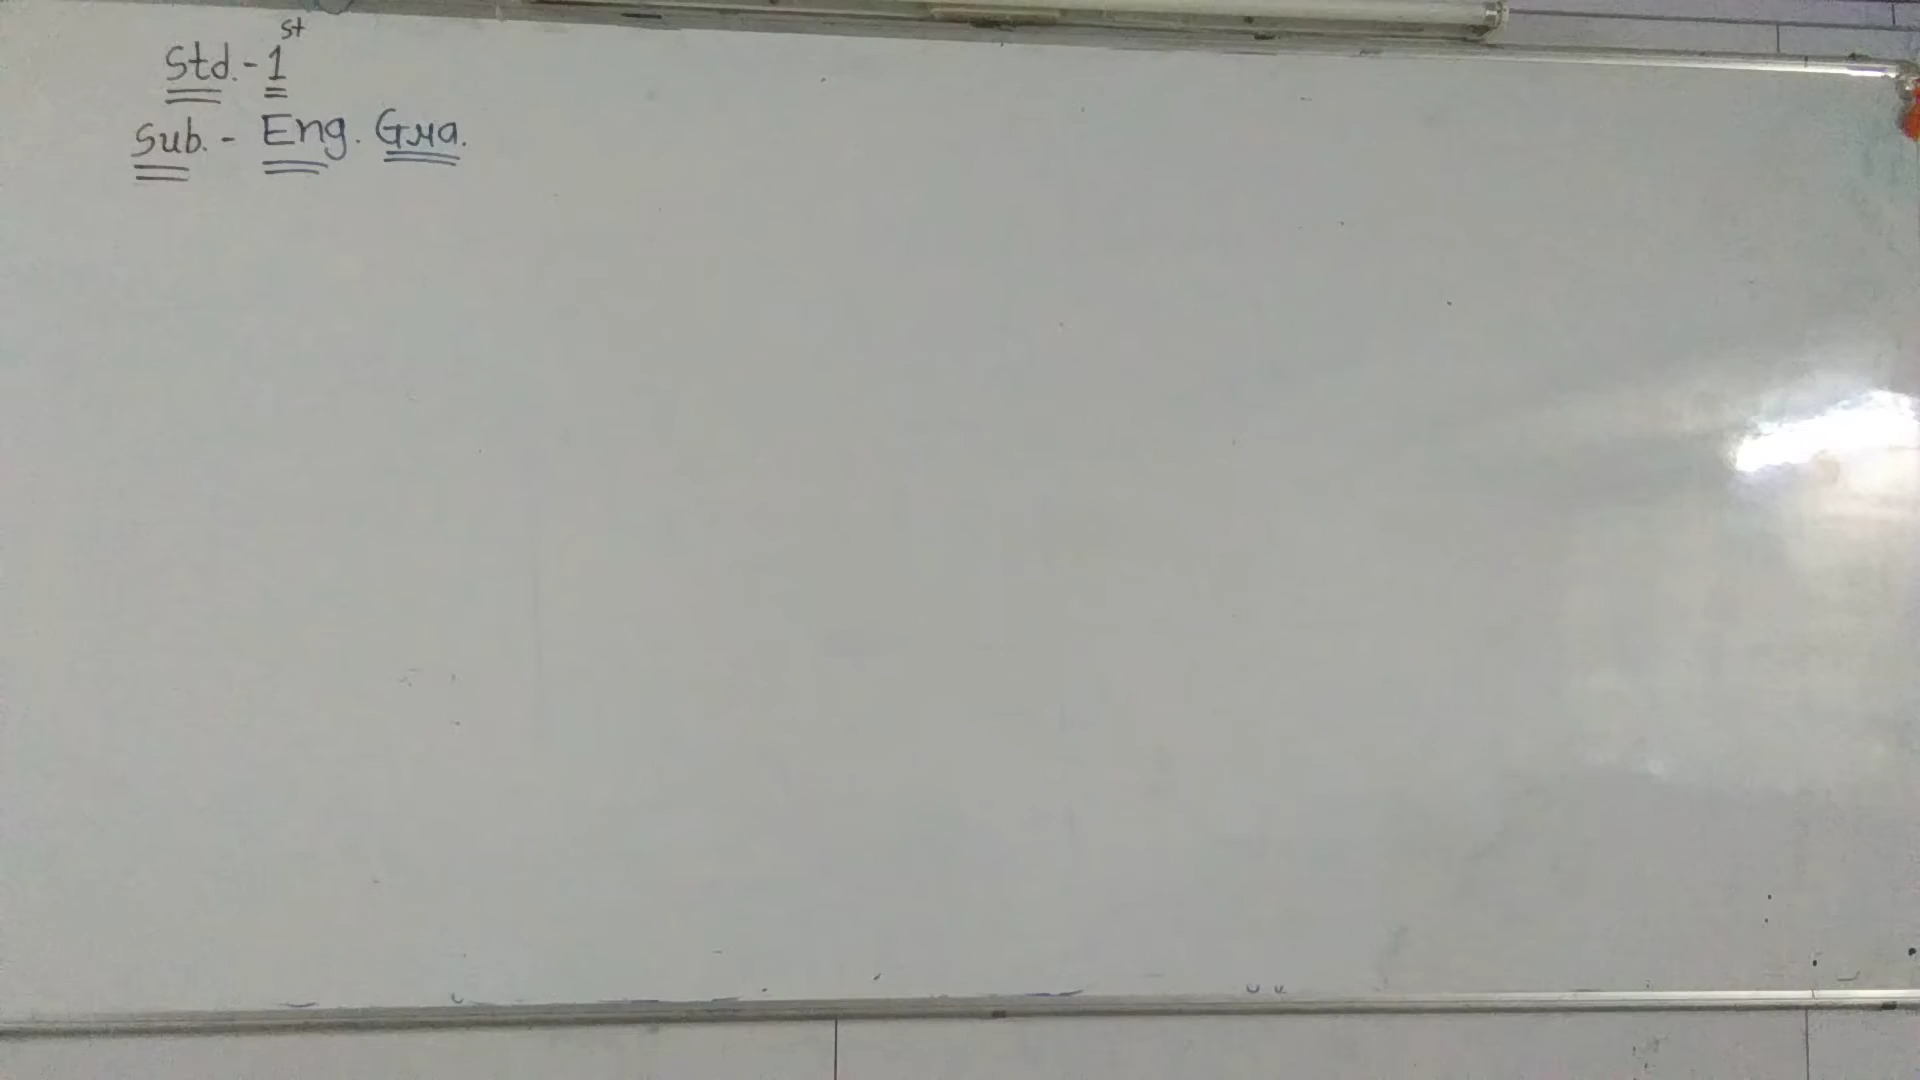 Std. - 1st
Sub. - Eng. Gra.